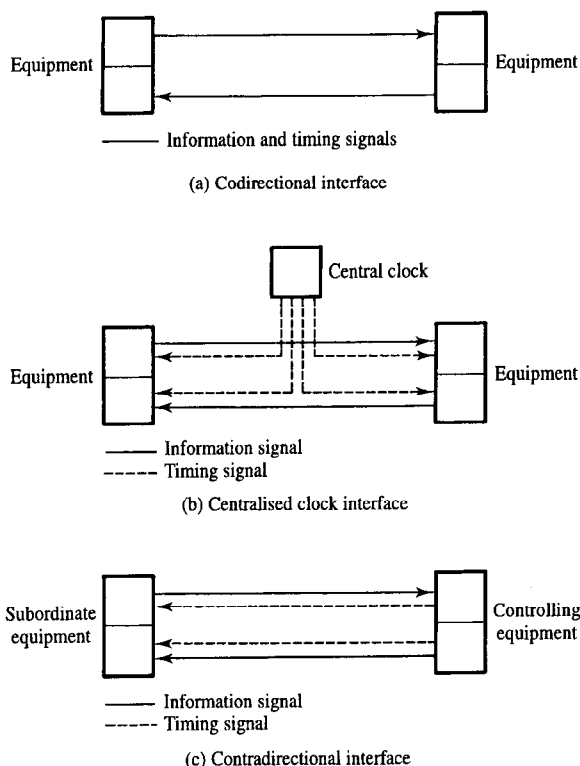 Equipment
Equipment
Information and timing signals
(a) Codirectional interface
Central clock
Equipment
Equipment
Information signal
Timing signal
(b) Centralised clock interface
Subordinate
equipment
Controlling
equipment
Information signal
Timing signal
(c) Contradirectional interface